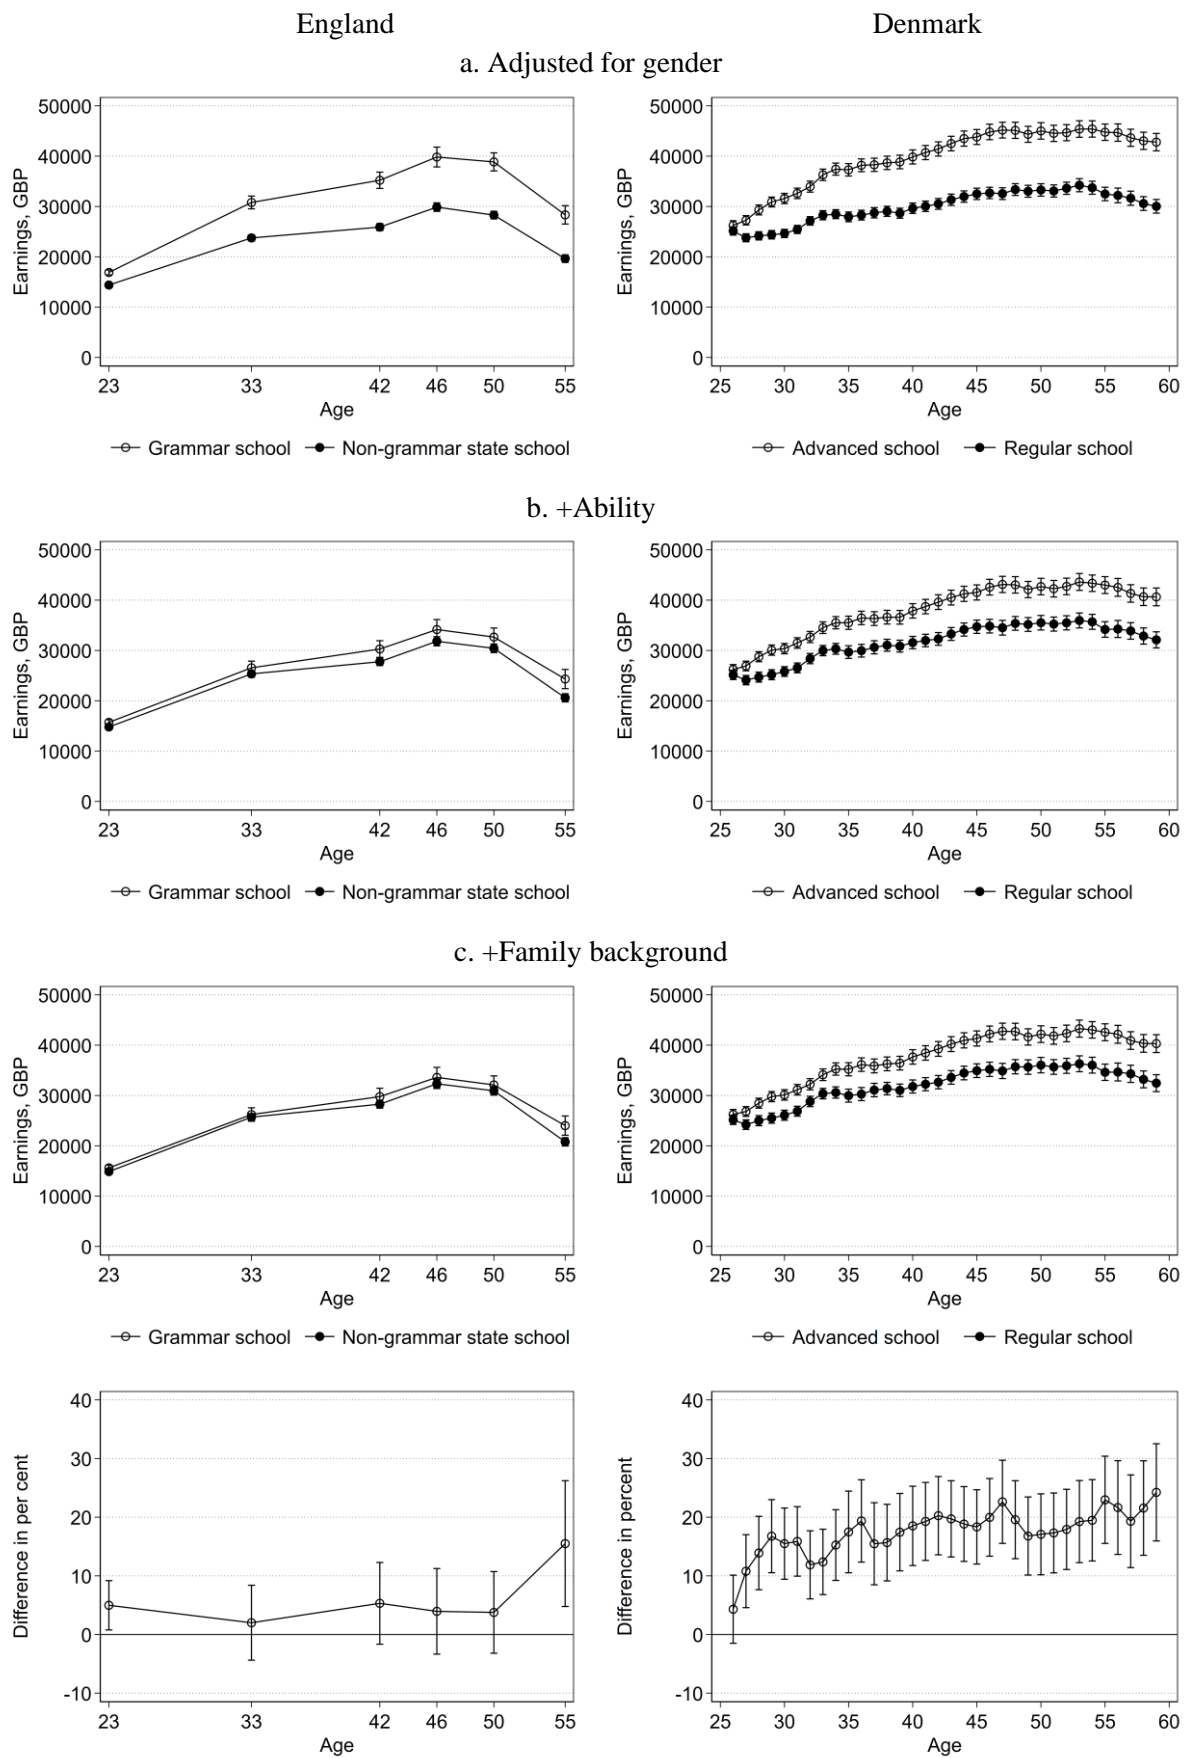 England Denmark
a. Adjusted for gender
50000
40000
30000
20000
10000
0
Earnings, GBP
23 33 42 46 50 55
Age
Grammar school Non-grammar state school
50000
40000
30000
20000
10000
0
Earnings, GBP
25 30 35 40 45 50 55 60
Age
Advanced school Regular school
b. +Ability
50000
40000
30000
20000
10000
0
Earnings, GBP
23 33 42 46 50 55
Age
Grammar school Non-grammar state school
50000
40000
30000
20000
10000
0
Earnings, GBP
25 30 35 40 45 50 55 60
Age
Advanced school Regular school
c. +Family background
50000
40000
30000
20000
10000
0
Earnings, GBP
23 33 42 46 50 55
Age
Grammar school Non-grammar state school
50000
40000
30000
20000
10000
0
Earnings, GBP
25 30 35 40 45 50 55 60
Age
Advanced school Regular school
40
30
20
10
0
-10
Difference in per cent
23 33 42 46 50 55
Age
40
30
20
10
0
-10
Difference in percent
25 30 35 40 45 50 55 60
Age